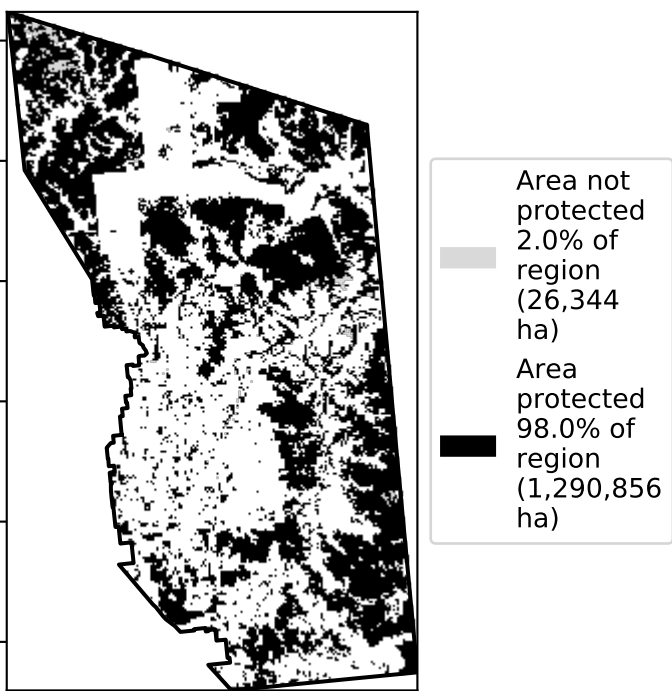 Area not
protected
2.0% of
region
(26,344
ha)
Area
protected
98.0% of
region
(1,290,856
ha)